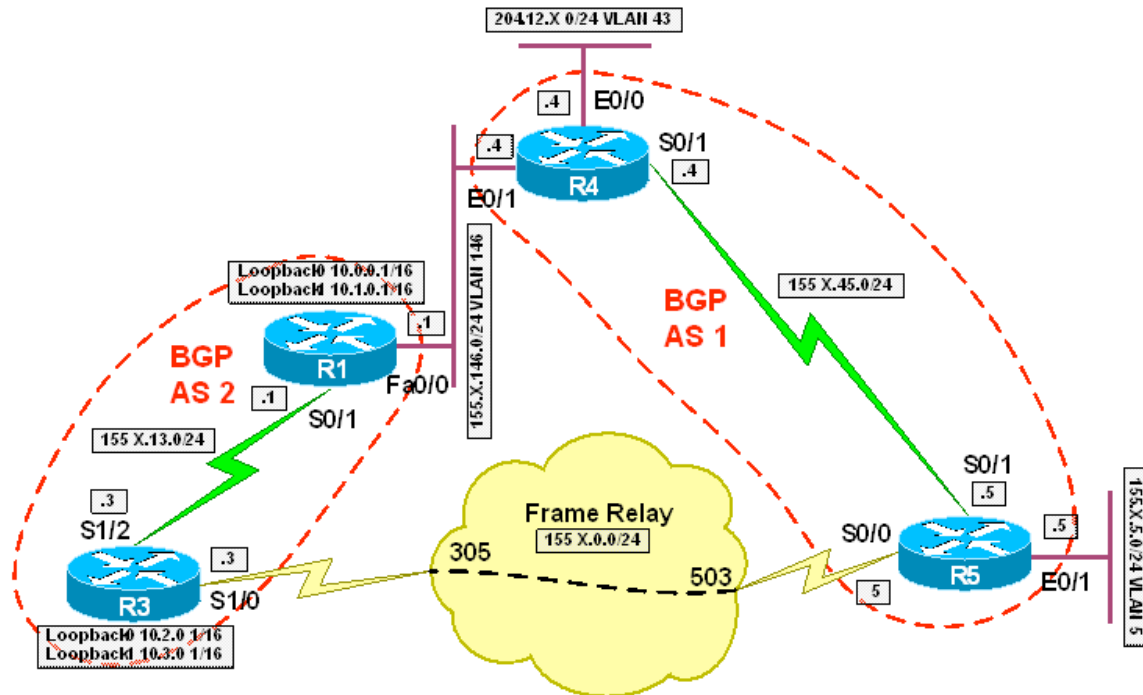 204.12.X 0/24 VLAN 43
.4
E0/0
.4
S0/1
R4
.4
E0/1
Loopback0 10.0.0.1/16
Loopback1 10.1.0.1/16
155.X.146.0/24 VLAN 146
155 X.45.0/24
BGP
AS 1
BGP
AS 2
.1
R1
Fa0/0
.1
S0/1
155 X.13.0/24
.3
S1/2
Frame Relay
155 X.0.0/24
S0/1
.5
.3
305
503
S0/0
.5
R3
S1/0
5
R5
E0/1
155.X.5.0/24 VLAN 5
Loopback0 10.2.0 1/16
Loopback1 10.3.0 1/16